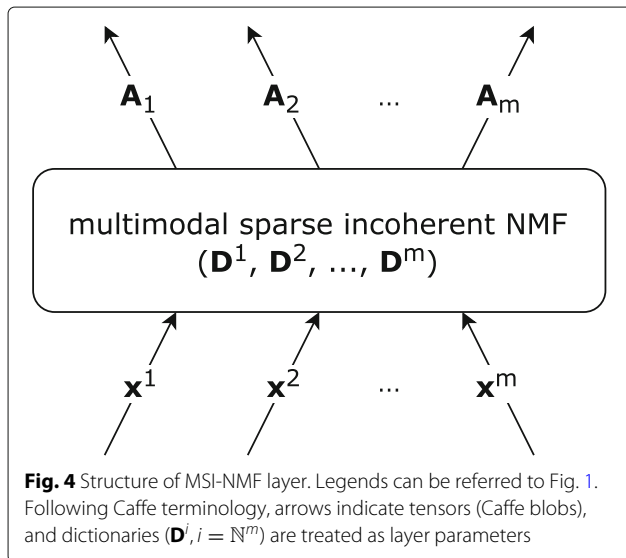 A₁ A₂ ... Aₘ
multimodal sparse incoherent NMF
(D¹, D², ..., Dᵐ)
x¹ x² ... xᵐ
Fig. 4 Structure of MSI-NMF layer. Legends can be referred to Fig. 1.
Following Caffe terminology, arrows indicate tensors (Caffe blobs),
and dictionaries (Dⁱ, i = ℕᵐ) are treated as layer parameters